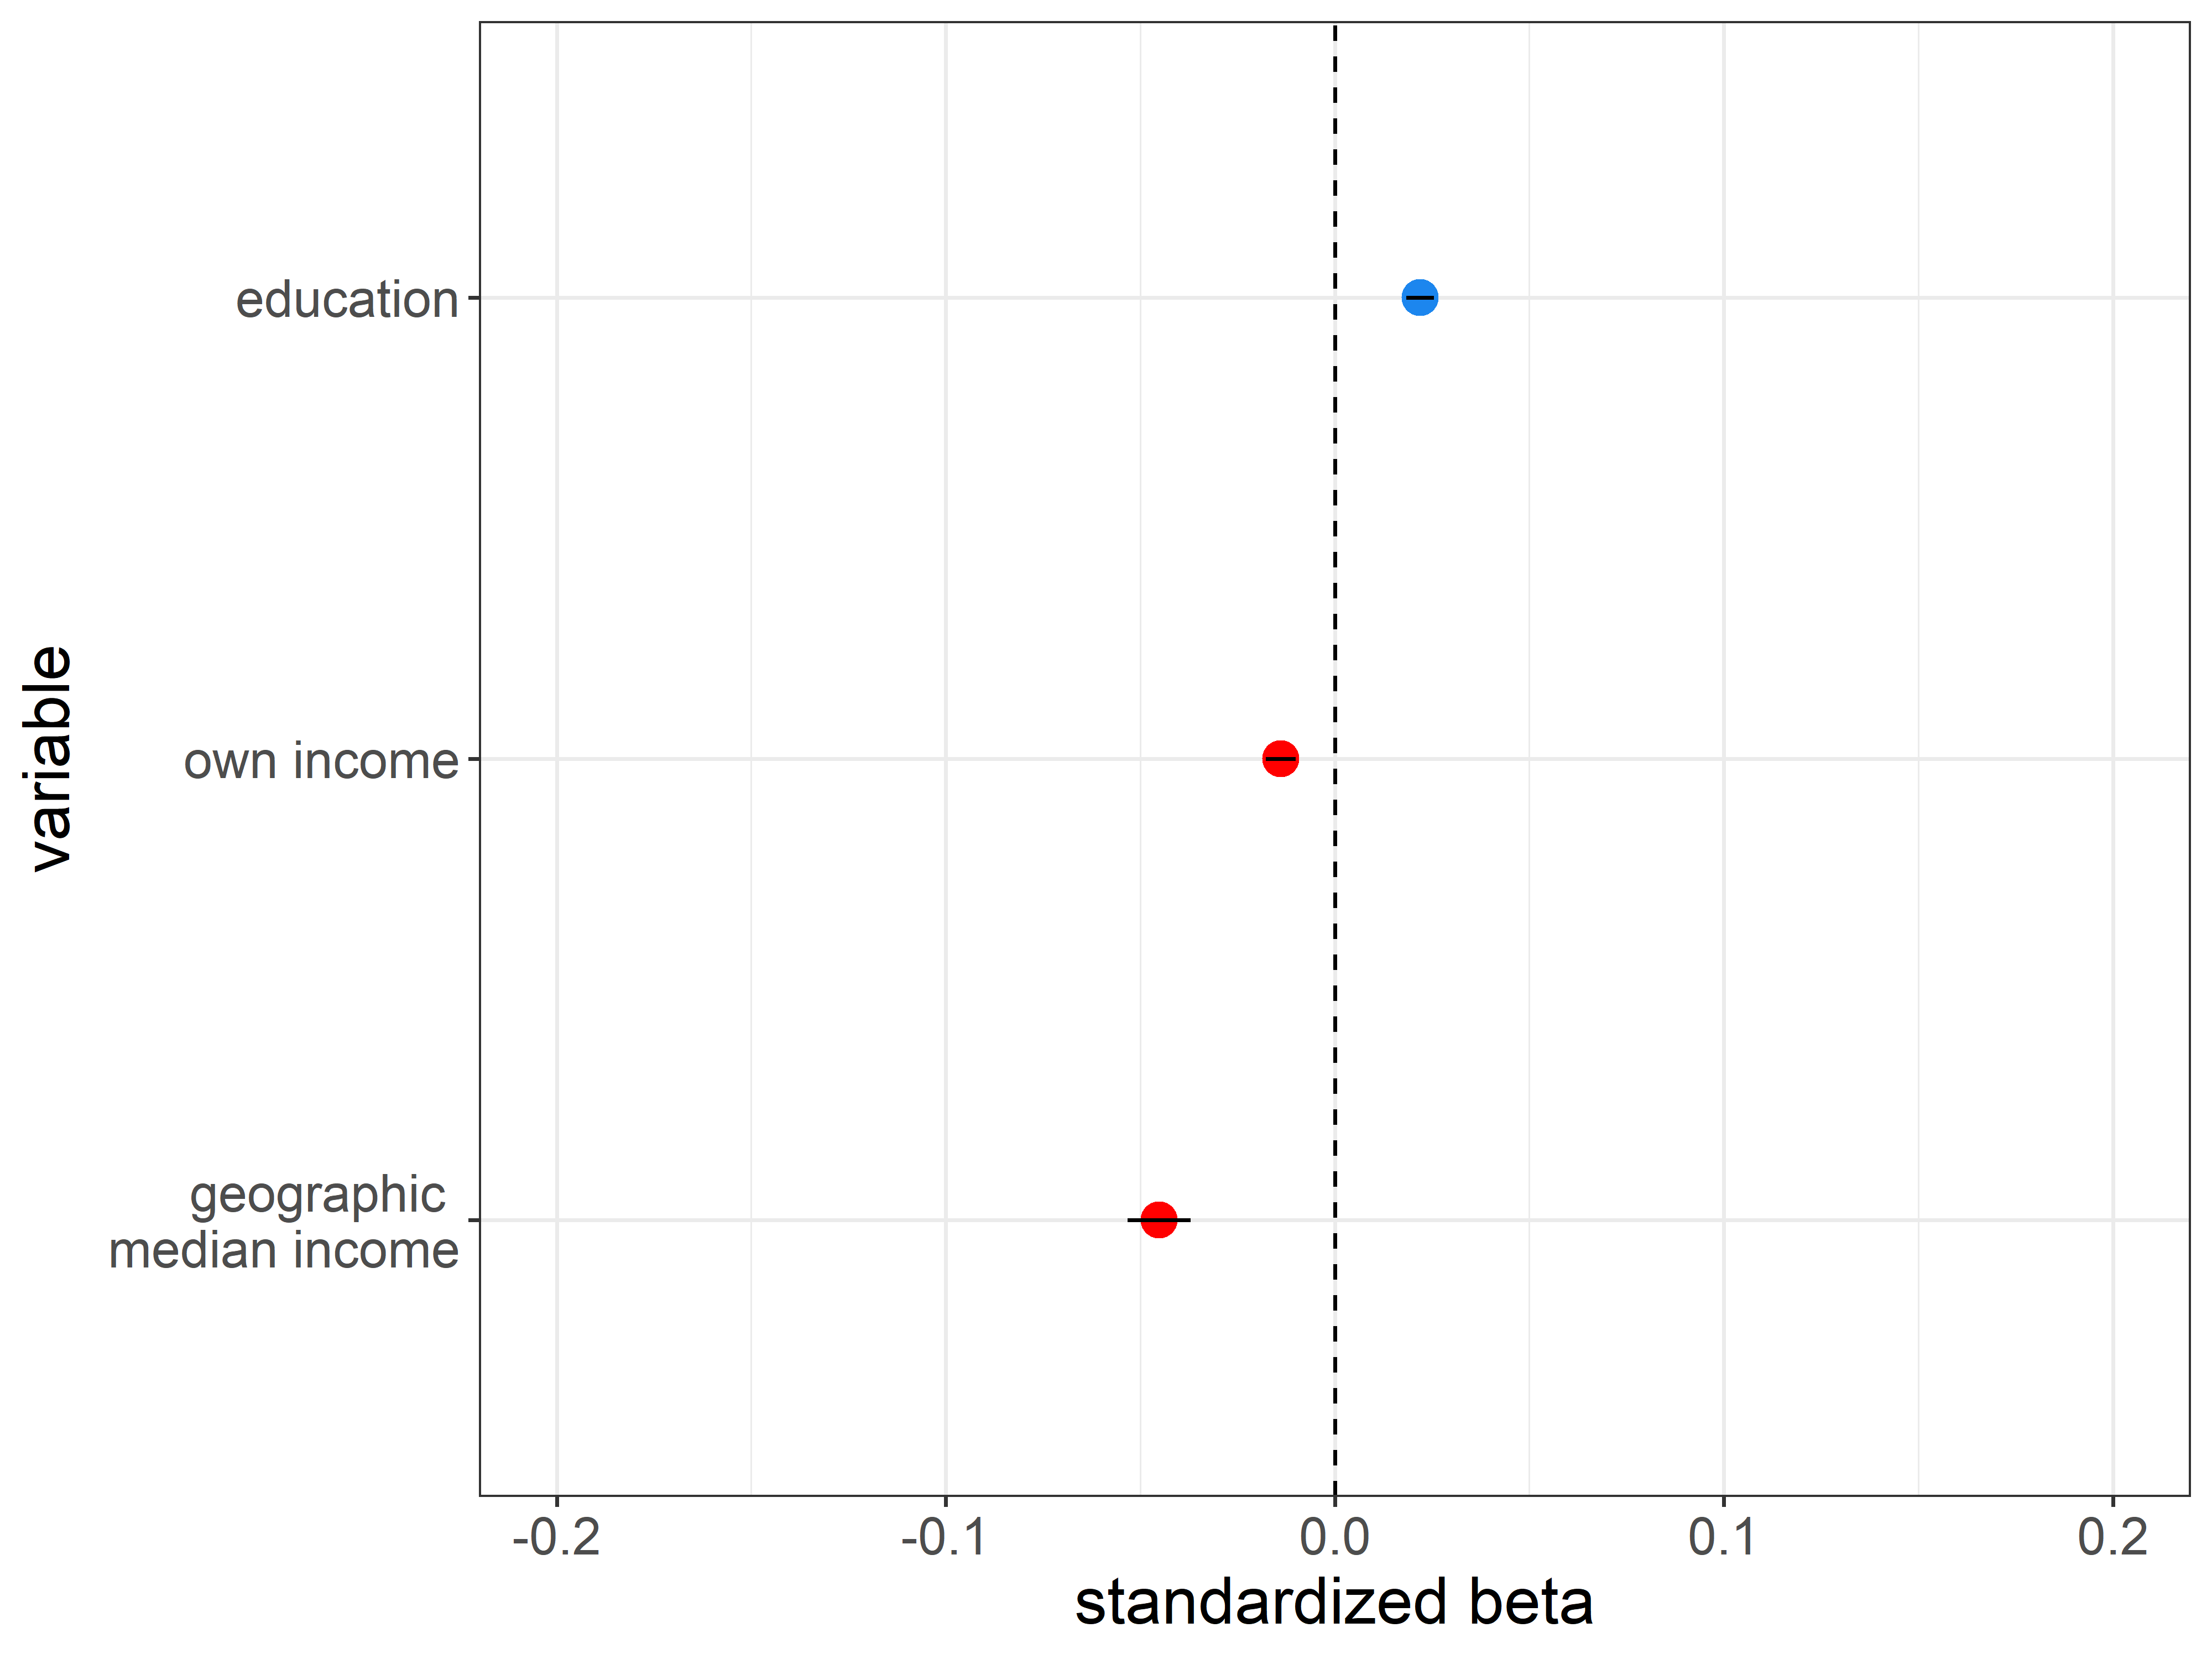 variable
education
own income
geographic
median income
-0.2
-0.1
0.0
0.1
0.2
standardized beta